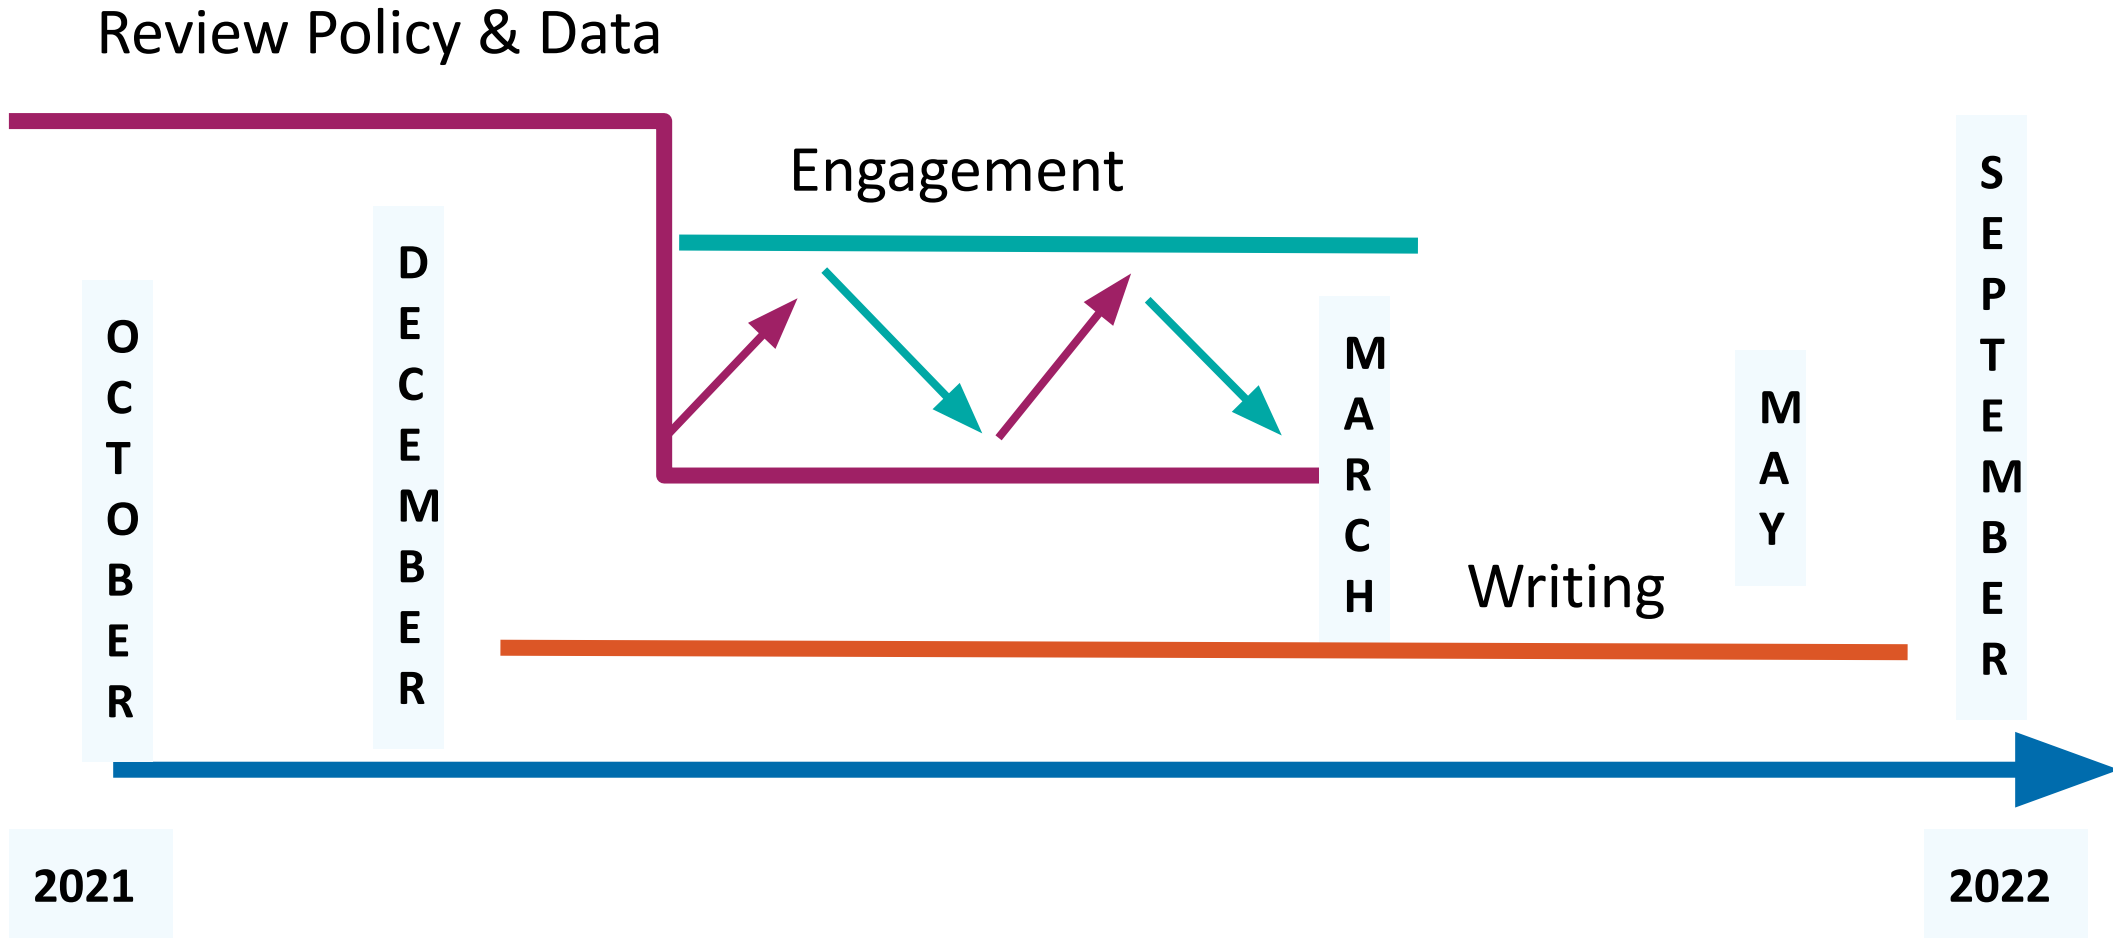 Review Policy & Data
Engagement
OCTOBER
DECEMBER
MARCH
MAY
SEPTEMBER
Writing
2021
2022